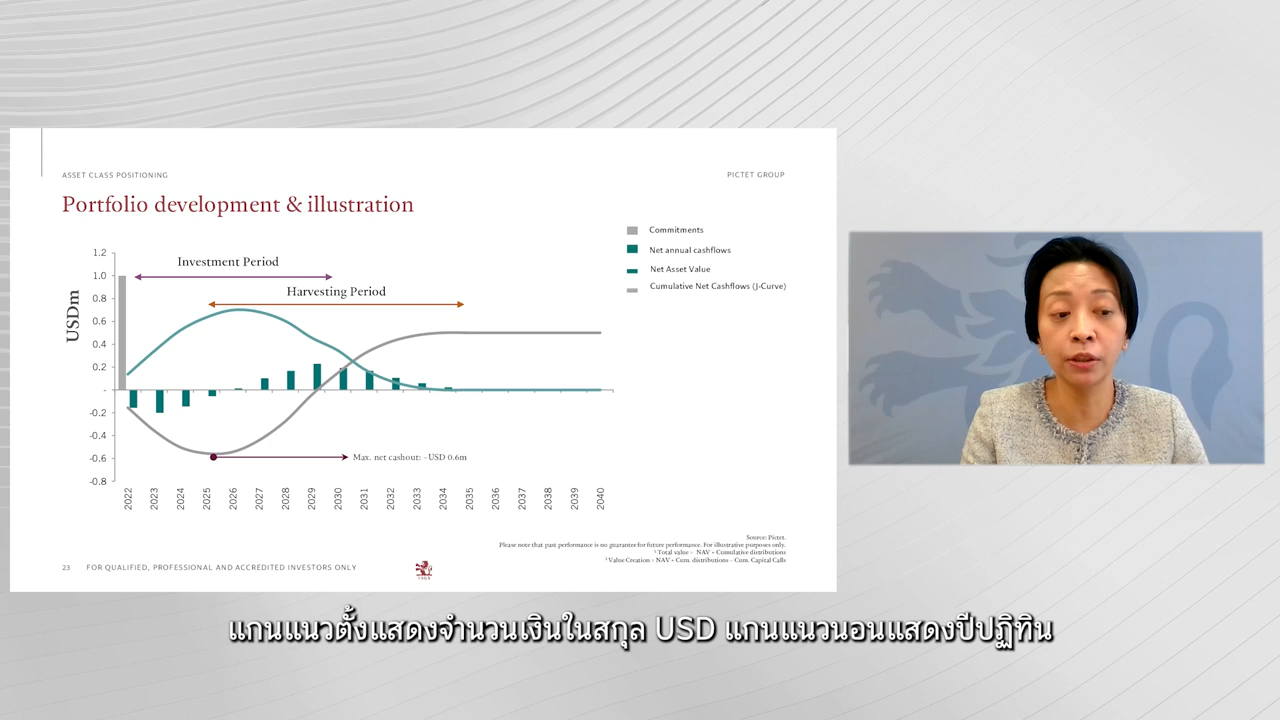 ASSET CLASS POSITIONING
PICTET GROUP
Portfolio development & illustration
Commitments
Net annual cashflows
Net Asset Value
Cumulative Net Cashflows (J-Curve)
USDm
1.2
1.0
0.8
0.6
0.4
0.2
-
-0.2
-0.4
-0.6
-0.8
Investment Period
Harvesting Period
Max. net cashout: ~USD 0.6m
2022
2023
2024
2025
2026
2027
2028
2029
2030
2031
2032
2033
2034
2035
2036
2037
2038
2039
2040
Source: Pictet.
Please note that past performance is no guarantee for future performance. For illustrative purposes only.
¹ Total value = NAV + Cumulative distributions
² Value Creation = NAV + Cum. distributions – Cum. Capital Calls
23 FOR QUALIFIED, PROFESSIONAL AND ACCREDITED INVESTORS ONLY
แกนแนวตั้งแสดงจำนวนเงินในสกุล USD แกนแนวนอนแสดงปีปฏิทิน